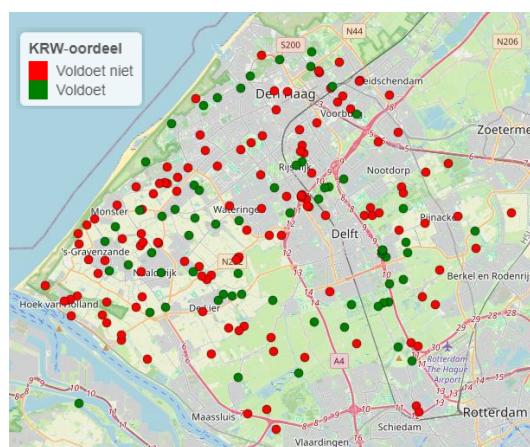 KRW-oordeel
Voldoet niet
Voldoet
N44
S200
N206
Leidschendam
Den Haag
Voorburg
Zoetermeer
Rijswijk
Nootdorp
Monster
Wateringen
Pijnacker
's-Gravenzande
Delft
Naaldwijk
Berkel en Rodenrijs
Hoek van Holland
De Lier
A4
Rotterdam
The Hague
Airport
Maassluis
Rotterdam
Schiedam
Vlaardingen